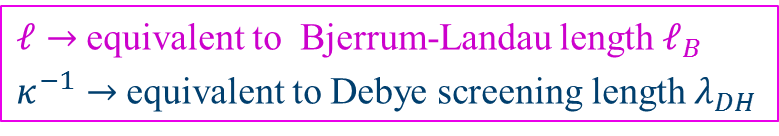 ℓ → equivalent to Bjerrum-Landau length ℓ_B
κ⁻¹ → equivalent to Debye screening length λ_DH